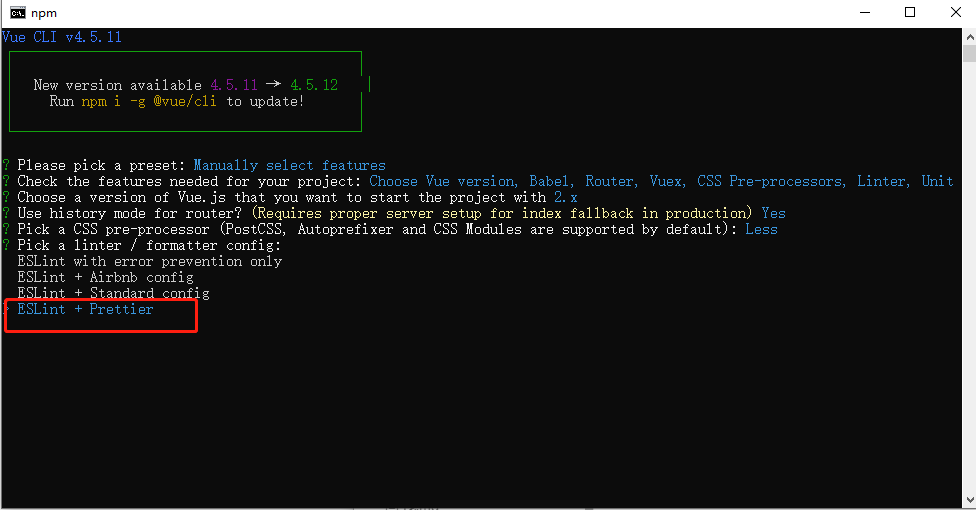 npm
Vue CLI v4.5.11
New version available 4.5.11 → 4.5.12
Run npm i -g @vue/cli to update!
? Please pick a preset: Manually select features
? Check the features needed for your project: Choose Vue version, Babel, Router, Vuex, CSS Pre-processors, Linter, Unit
? Choose a version of Vue.js that you want to start the project with 2.x
? Use history mode for router? (Requires proper server setup for index fallback in production) Yes
? Pick a CSS pre-processor (PostCSS, Autoprefixer and CSS Modules are supported by default): Less
? Pick a linter / formatter config:
ESLint with error prevention only
ESLint + Airbnb config
ESLint + Standard config
> ESLint + Prettier